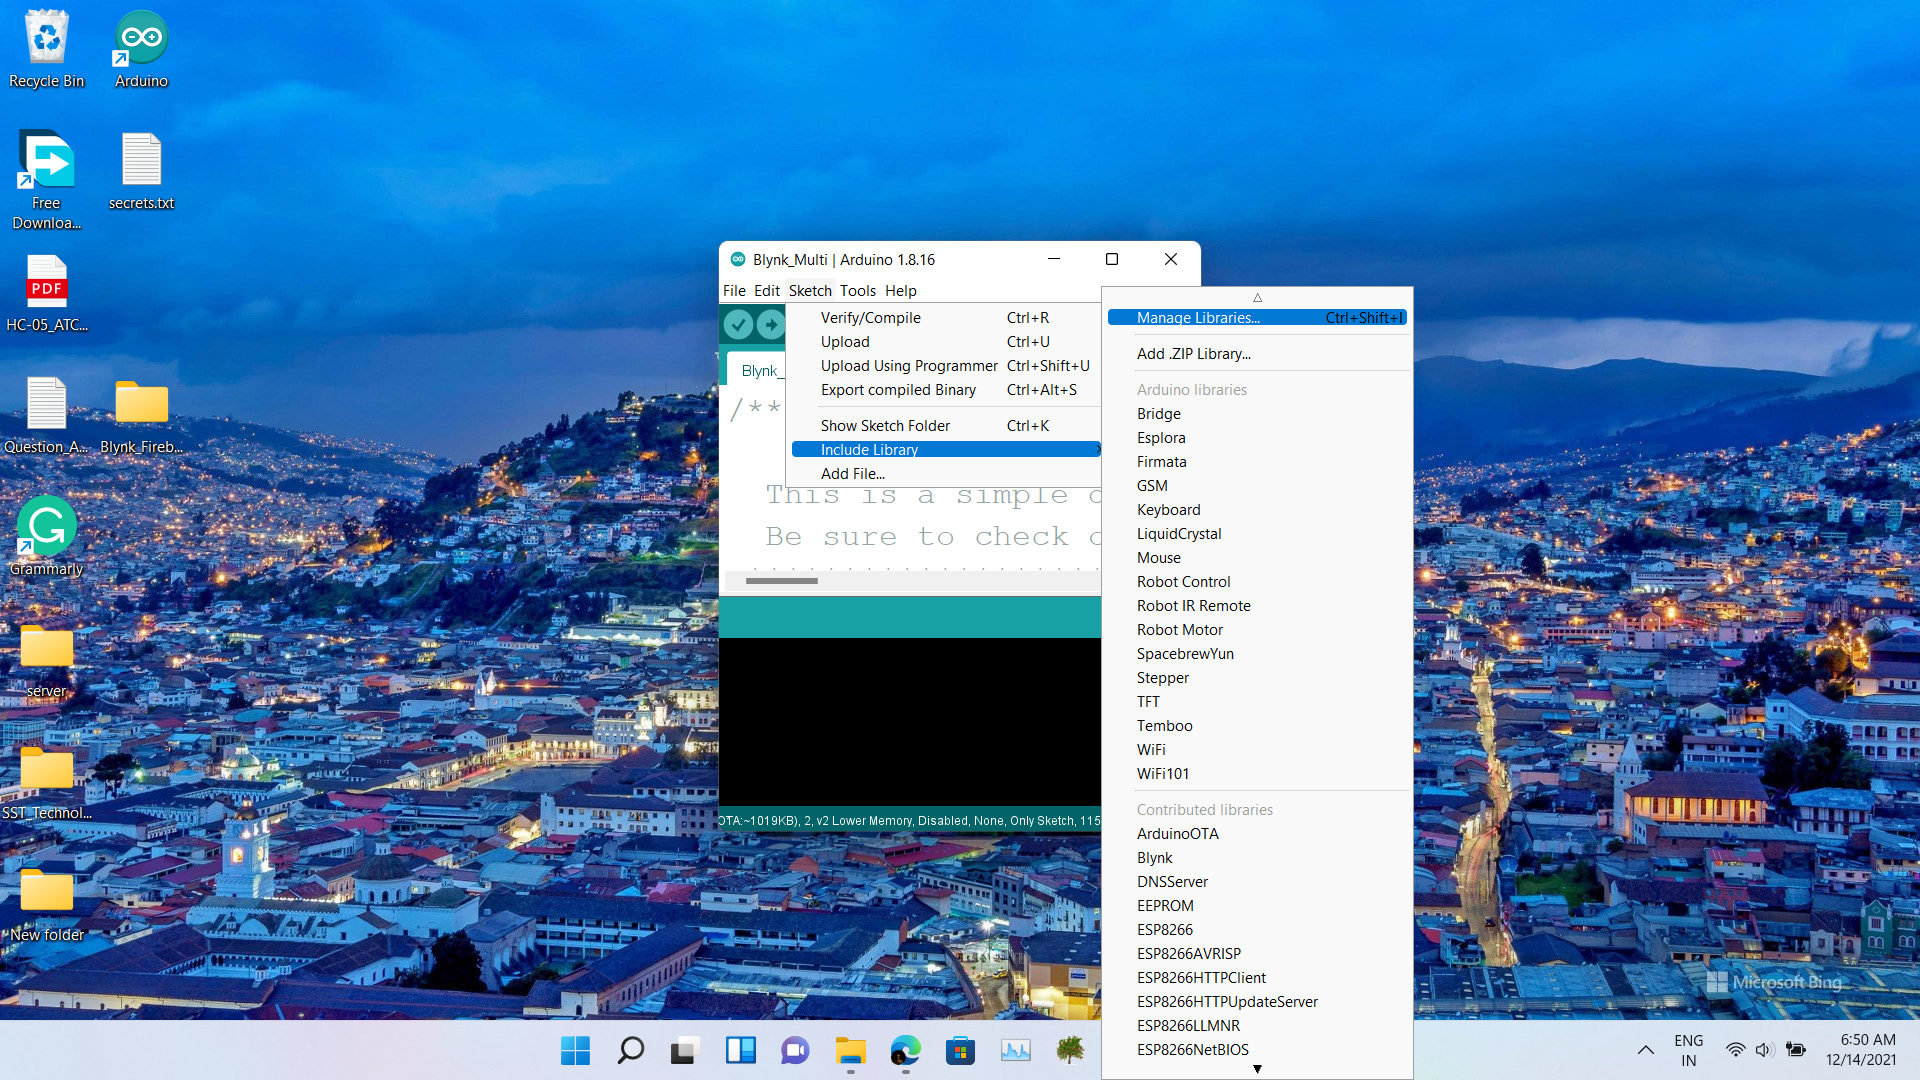 Recycle Bin
Arduino
Free
Downloa...
secrets.txt
PDF
HC-05_ATC...
Question_A...
Blynk_Fireb...
Grammarly
server
SST_Technol...
New folder
Blynk_Multi | Arduino 1.8.16
File Edit Sketch Tools Help
Verify/Compile Ctrl+R
Upload Ctrl+U
Upload Using Programmer Ctrl+Shift+U
Export compiled Binary Ctrl+Alt+S
Show Sketch Folder Ctrl+K
Include Library
Add File...
Blynk_
/**
This is a simple
Be sure to check
OTA:~1019KB), 2, v2 Lower Memory, Disabled, None, Only Sketch, 115
Manage Libraries... Ctrl+Shift+I
Add .ZIP Library...
Arduino libraries
Bridge
Esplora
Firmata
GSM
Keyboard
LiquidCrystal
Mouse
Robot Control
Robot IR Remote
Robot Motor
SpacebrewYun
Stepper
TFT
Temboo
WiFi
WiFi101
Contributed libraries
ArduinoOTA
Blynk
DNSServer
EEPROM
ESP8266
ESP8266AVRISP
ESP8266HTTPClient
ESP8266HTTPUpdateServer
ESP8266LLMNR
ESP8266NetBIOS
Microsoft Bing
ENG
IN
6:50 AM
12/14/2021